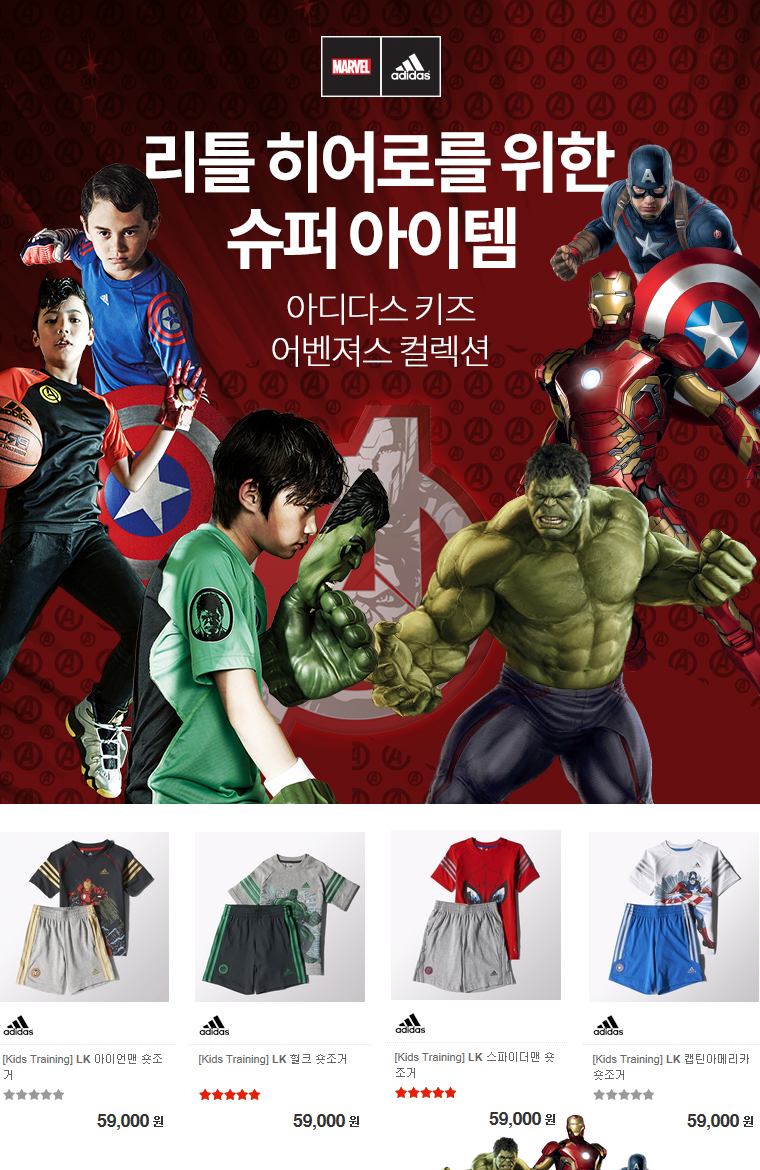 MARVEL
adidas
리틀 히어로를 위한
슈퍼 아이템
아디다스 키즈
어벤져스 컬렉션
adidas
adidas
adidas
adidas
[Kids Training] LK 아이언맨 숏조
거
[Kids Training] LK 헐크 숏조거
[Kids Training] LK 스파이더맨 숏
조거
[Kids Training] LK 캡틴아메리카
숏조거
59,000 원
59,000 원
59,000 원
59,000 원